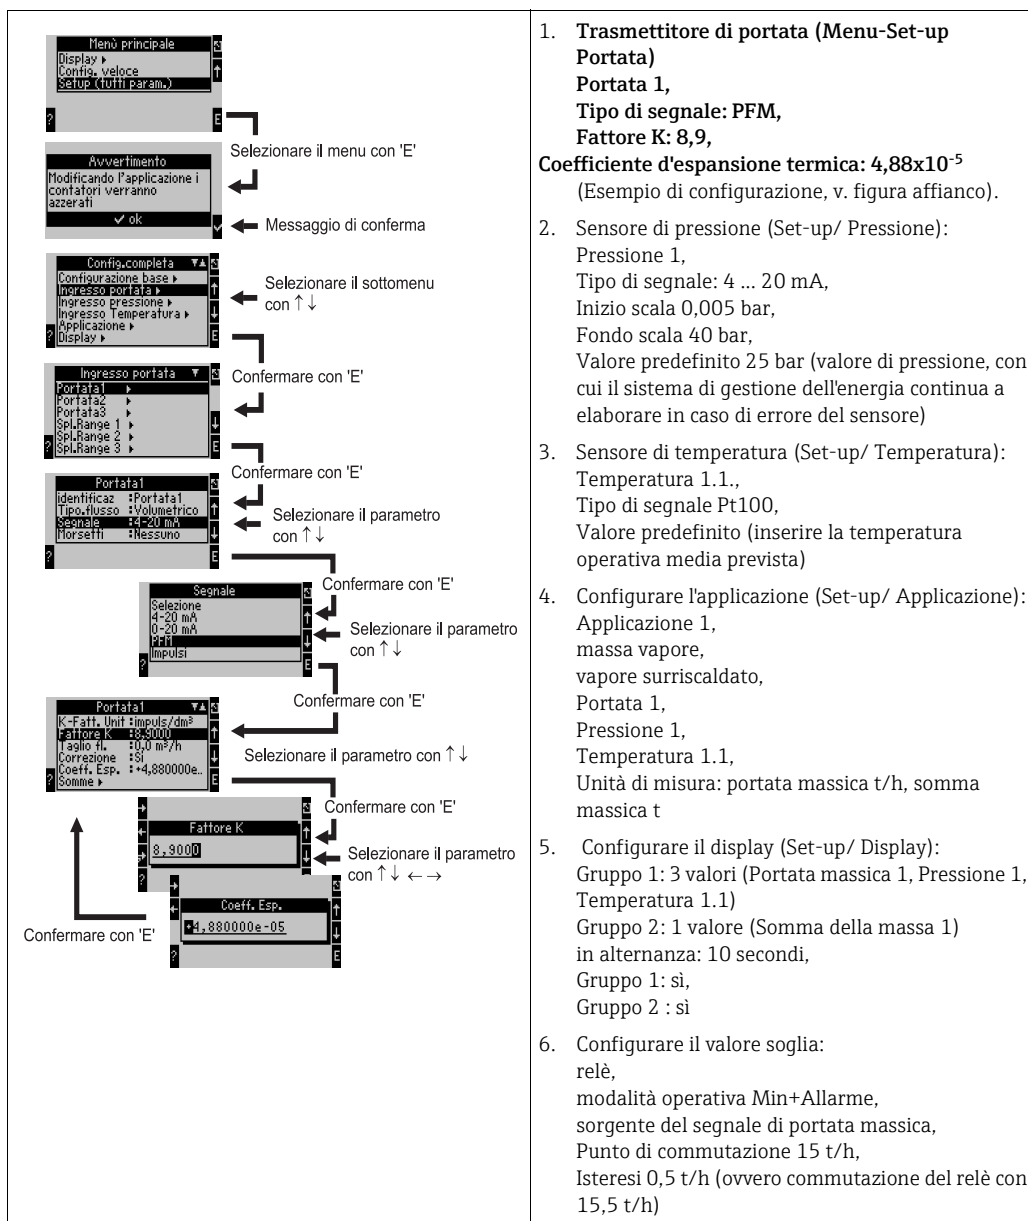 Menù principale
Display
Config. veloce
Setup (tutti param.)
?
E
Selezionare il menu con 'E'
Avvertimento
Modificando l'applicazione i
contatori verranno
azzerati
✓ ok
Messaggio di conferma
Config.completa ▼▲
Configurazione base
Ingresso portata
Ingresso pressione
Ingresso Temperatura
Applicazione
Display
?
E
Selezionare il sottomenu
con ↑ ↓
Confermare con 'E'
Ingresso portata ▼
Portata1
Portata2
Portata3
Spl.Range 1
Spl.Range 2
Spl.Range 3
?
E
Confermare con 'E'
Portata1
identificaz :Portata1
Tipo.flusso :Volumetrico
Segnale :4-20 mA
Morsetti :Nessuno
?
E
Selezionare il parametro
con ↑ ↓
Confermare con 'E'
Segnale
Selezione
4-20 mA
0-20 mA
PFM
Impulsi
?
E
Selezionare il parametro
con ↑ ↓
Confermare con 'E'
Portata1 ▼▲
K-Fatt. Unit :impuls/dm³
Fattore K :8,9000
Taglio fl. :0,0 m³/h
Correzione :Sì
Coeff. Esp. :+4,880000e..
Somme
?
E
Selezionare il parametro con ↑ ↓
Confermare con 'E'
Fattore K
8,9000
?
Selezionare il parametro
con ↑ ↓ ← →
Coeff. Esp.
+4,880000e-05
?
E
Confermare con 'E'
1. Trasmettitore di portata (Menu-Set-up
Portata)
Portata 1,
Tipo di segnale: PFM,
Fattore K: 8,9,
Coefficiente d'espansione termica: 4,88x10⁻⁵
(Esempio di configurazione, v. figura affianco).
2. Sensore di pressione (Set-up/ Pressione):
Pressione 1,
Tipo di segnale: 4 ... 20 mA,
Inizio scala 0,005 bar,
Fondo scala 40 bar,
Valore predefinito 25 bar (valore di pressione, con
cui il sistema di gestione dell'energia continua a
elaborare in caso di errore del sensore)
3. Sensore di temperatura (Set-up/ Temperatura):
Temperatura 1.1.,
Tipo di segnale Pt100,
Valore predefinito (inserire la temperatura
operativa media prevista)
4. Configurare l'applicazione (Set-up/ Applicazione):
Applicazione 1,
massa vapore,
vapore surriscaldato,
Portata 1,
Pressione 1,
Temperatura 1.1,
Unità di misura: portata massica t/h, somma
massica t
5. Configurare il display (Set-up/ Display):
Gruppo 1: 3 valori (Portata massica 1, Pressione 1,
Temperatura 1.1)
Gruppo 2: 1 valore (Somma della massa 1)
in alternanza: 10 secondi,
Gruppo 1: sì,
Gruppo 2 : sì
6. Configurare il valore soglia:
relè,
modalità operativa Min+Allarme,
sorgente del segnale di portata massica,
Punto di commutazione 15 t/h,
Isteresi 0,5 t/h (ovvero commutazione del relè con
15,5 t/h)